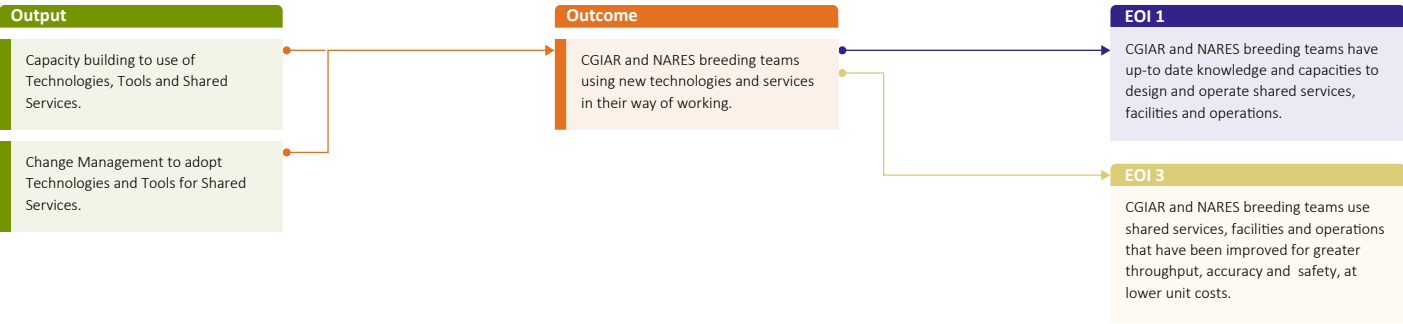 Output
Capacity building to use of
Technologies, Tools and Shared
Services.
Change Management to adopt
Technologies and Tools for Shared
Services.
Outcome
CGIAR and NARES breeding teams
using new technologies and services
in their way of working.
EOI 1
CGIAR and NARES breeding teams have
up-to date knowledge and capacities to
design and operate shared services,
facilities and operations.
EOI 3
CGIAR and NARES breeding teams use
shared services, facilities and operations
that have been improved for greater
throughput, accuracy and  safety, at
lower unit costs.